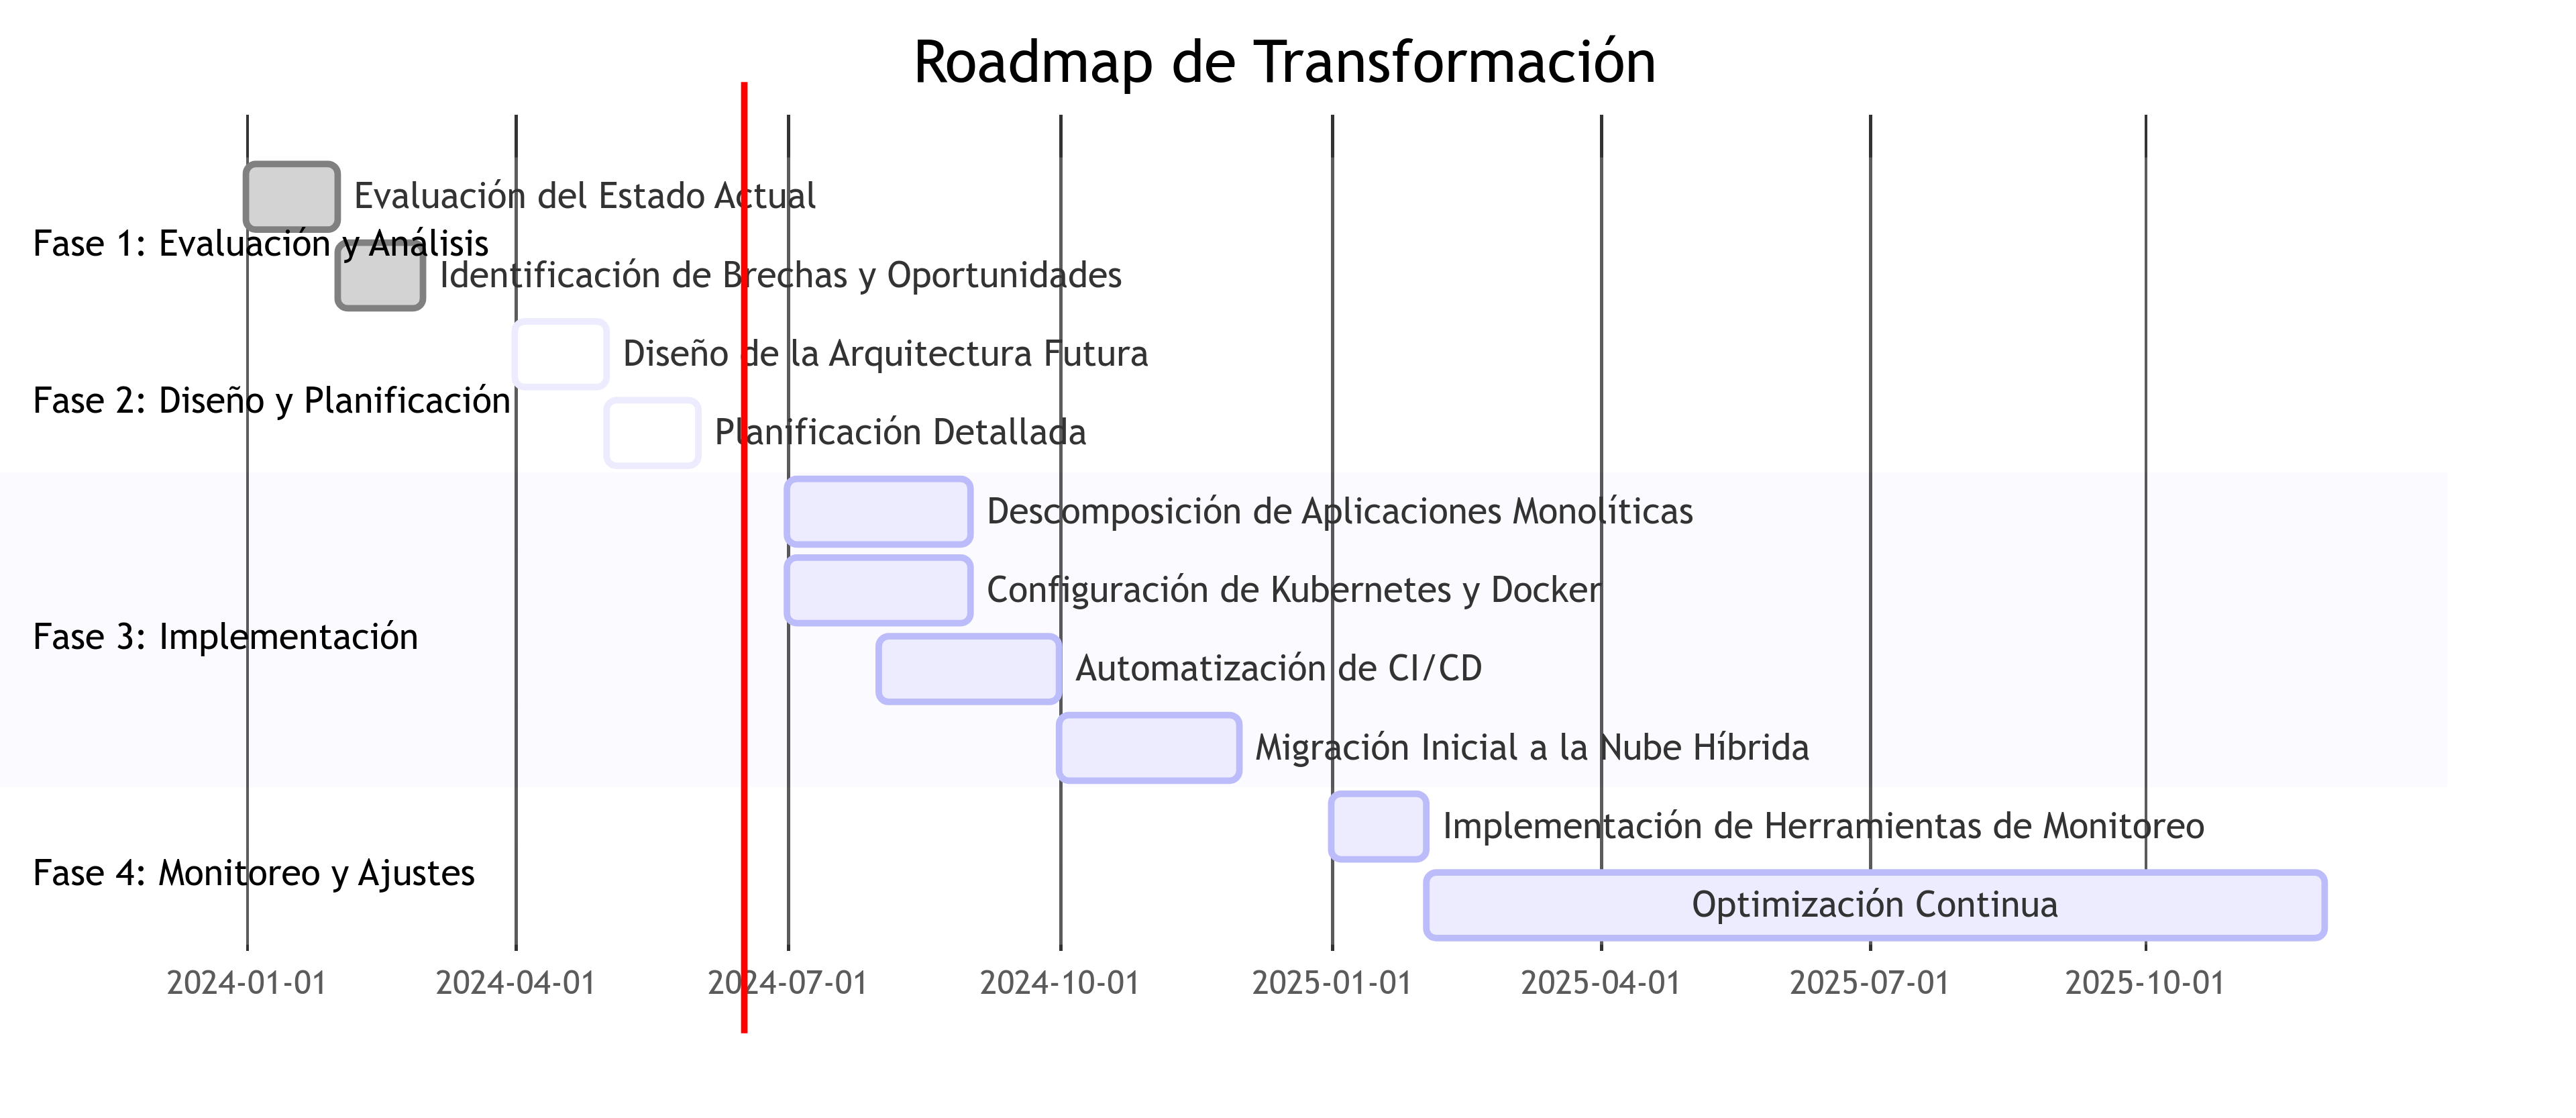 Roadmap de Transformación
Evaluación del Estado Actual
Fase 1: Evaluación y Análisis
Identificación de Brechas y Oportunidades
Diseño de la Arquitectura Futura
Fase 2: Diseño y Planificación
Planificación Detallada
Descomposición de Aplicaciones Monolíticas
Configuración de Kubernetes y Docker
Fase 3: Implementación
Automatización de CI/CD
Migración Inicial a la Nube Híbrida
Implementación de Herramientas de Monitoreo
Fase 4: Monitoreo y Ajustes
Optimización Continua
2024-01-01 2024-04-01 2024-07-01 2024-10-01 2025-01-01 2025-04-01 2025-07-01 2025-10-01